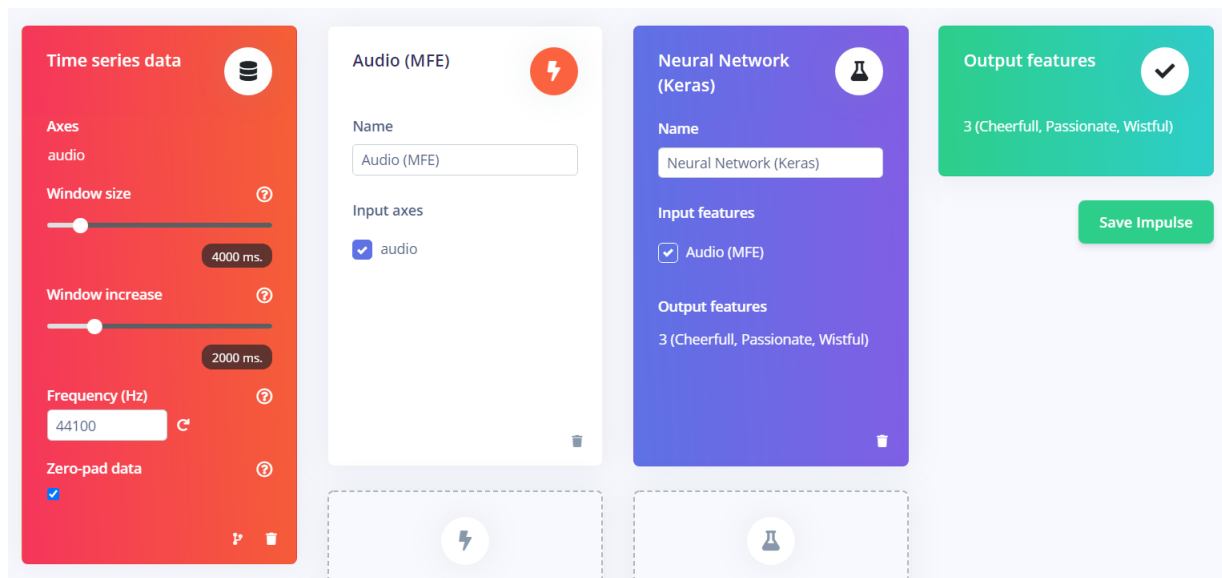 Time series data
Axes
audio
Window size
4000 ms.
Window increase
2000 ms.
Frequency (Hz)
44100
Zero-pad data
Audio (MFE)
Name
Audio (MFE)
Input axes
audio
Neural Network
(Keras)
Name
Neural Network (Keras)
Input features
Audio (MFE)
Output features
3 (Cheerfull, Passionate, Wistful)
Output features
3 (Cheerfull, Passionate, Wistful)
Save Impulse